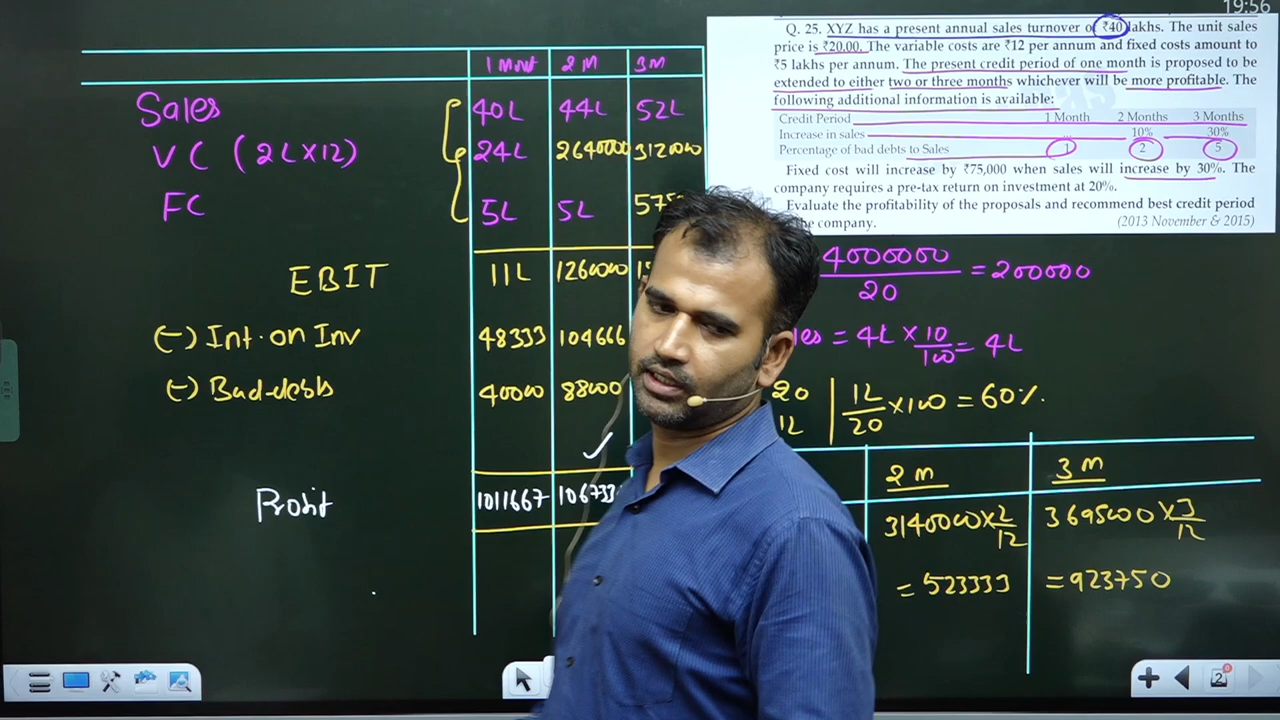 19:56
Q. 25. XYZ has a present annual sales turnover of ₹40 lakhs. The unit sales
price is ₹20.00. The variable costs are ₹12 per annum and fixed costs amount to
₹5 lakhs per annum. The present credit period of one month is proposed to be
extended to either two or three months whichever will be more profitable. The
following additional information is available:
Credit Period 1 Month 2 Months 3 Months
Increase in sales ... 10% 30%
Percentage of bad debts to Sales 1 2 5
Fixed cost will increase by ₹75,000 when sales will increase by 30%. The
company requires a pre-tax return on investment at 20%.
Evaluate the profitability of the proposals and recommend best credit period
the company. (2013 November & 2015)
1 Mont 2 M 3M
Sales 40L 44L 52L
VC (2L×12) 24L 2640000 3120000
FC 5L 5L 575
EBIT 11L 1260000
(-) Int. on Inv 48333 104666
(-) Bad debts 40000 88000
Profit 1011667 106733
4000000
20
= 200000
= 4L × 10/100 = 4L
20
12
12/20 × 100 = 60%.
2 M 3 M
3140000 × 2/12 3695000 × 3/12
= 523333 = 923750
2